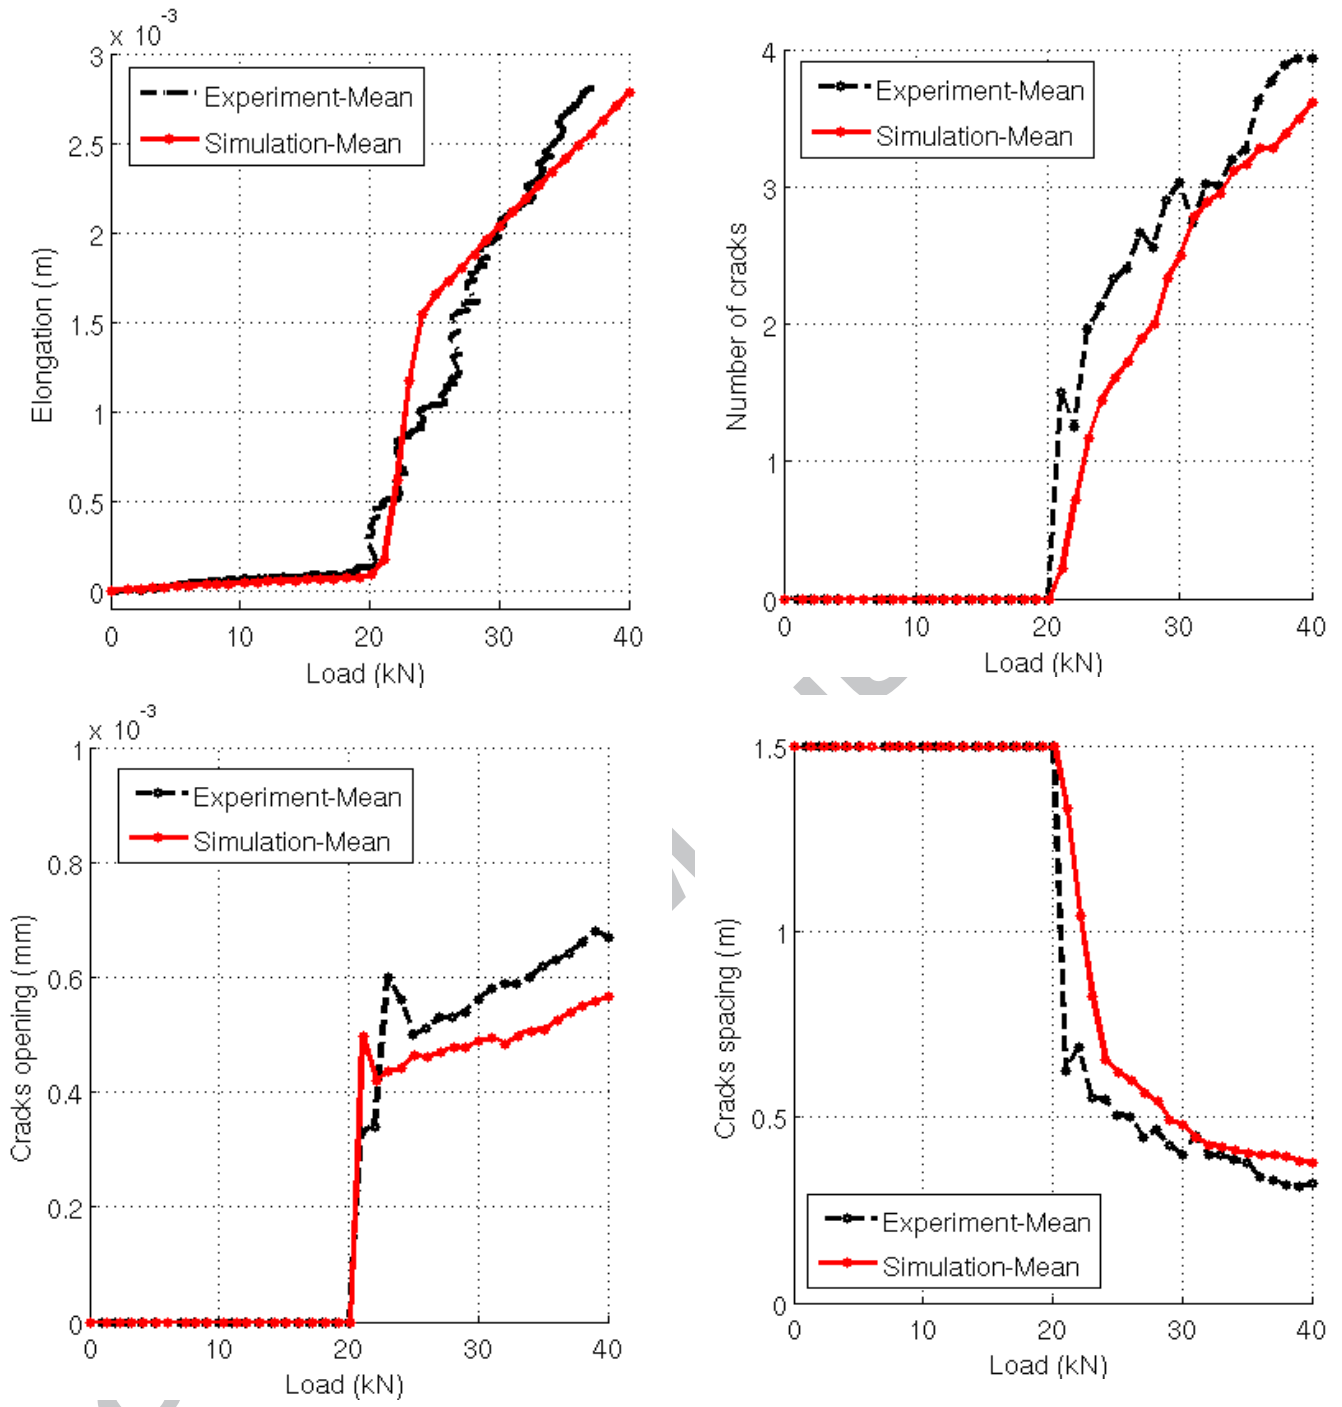 x 10-3
3
2.5
2
1.5
1
0.5
0
0 10 20 30 40
Elongation (m)
Load (kN)
Experiment-Mean
Simulation-Mean
4
3
2
1
0
0 10 20 30 40
Number of cracks
Load (kN)
Experiment-Mean
Simulation-Mean
x 10-3
1
0.8
0.6
0.4
0.2
0
0 10 20 30 40
Cracks opening (mm)
Load (kN)
Experiment-Mean
Simulation-Mean
1.5
1
0.5
0
0 10 20 30 40
Cracks spacing (m)
Load (kN)
Experiment-Mean
Simulation-Mean